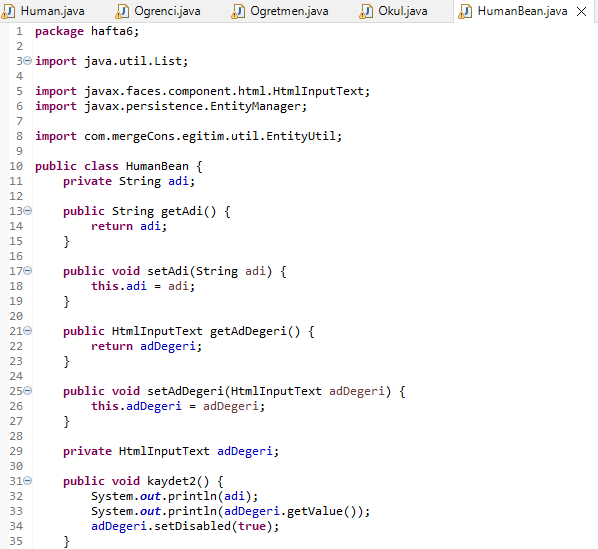 Human.java Ogrenci.java Ogretmen.java Okul.java HumanBean.java
1 package hafta6;
2
3 import java.util.List;
4
5 import javax.faces.component.html.HtmlInputText;
6 import javax.persistence.EntityManager;
7
8 import com.mergeCons.egitim.util.EntityUtil;
9
10 public class HumanBean {
11     private String adi;
12
13     public String getAdi() {
14         return adi;
15     }
16
17     public void setAdi(String adi) {
18         this.adi = adi;
19     }
20
21     public HtmlInputText getAdDegeri() {
22         return adDegeri;
23     }
24
25     public void setAdDegeri(HtmlInputText adDegeri) {
26         this.adDegeri = adDegeri;
27     }
28
29     private HtmlInputText adDegeri;
30
31     public void kaydet2() {
32         System.out.println(adi);
33         System.out.println(adDegeri.getValue());
34         adDegeri.setDisabled(true);
35     }